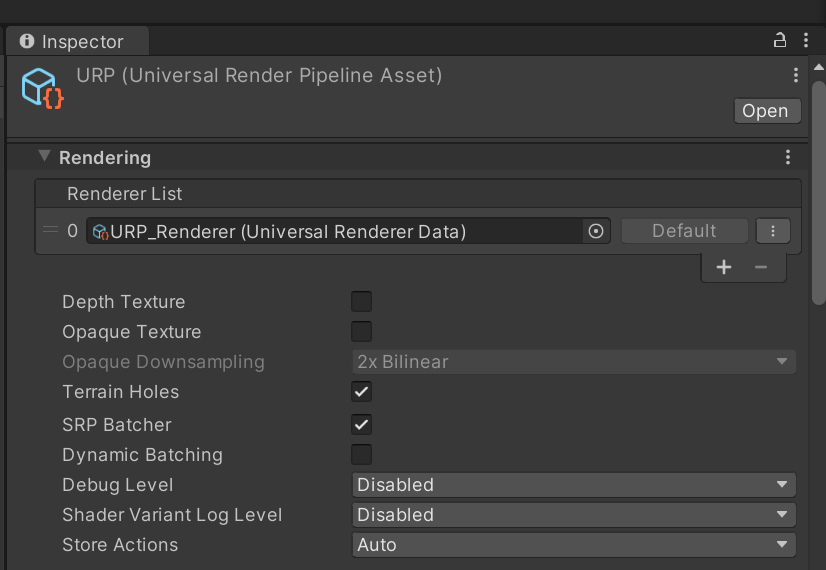 Inspector
URP (Universal Render Pipeline Asset)
Open
Rendering
Renderer List
0 URP_Renderer (Universal Renderer Data) Default
Depth Texture
Opaque Texture
Opaque Downsampling 2x Bilinear
Terrain Holes
SRP Batcher
Dynamic Batching
Debug Level Disabled
Shader Variant Log Level Disabled
Store Actions Auto